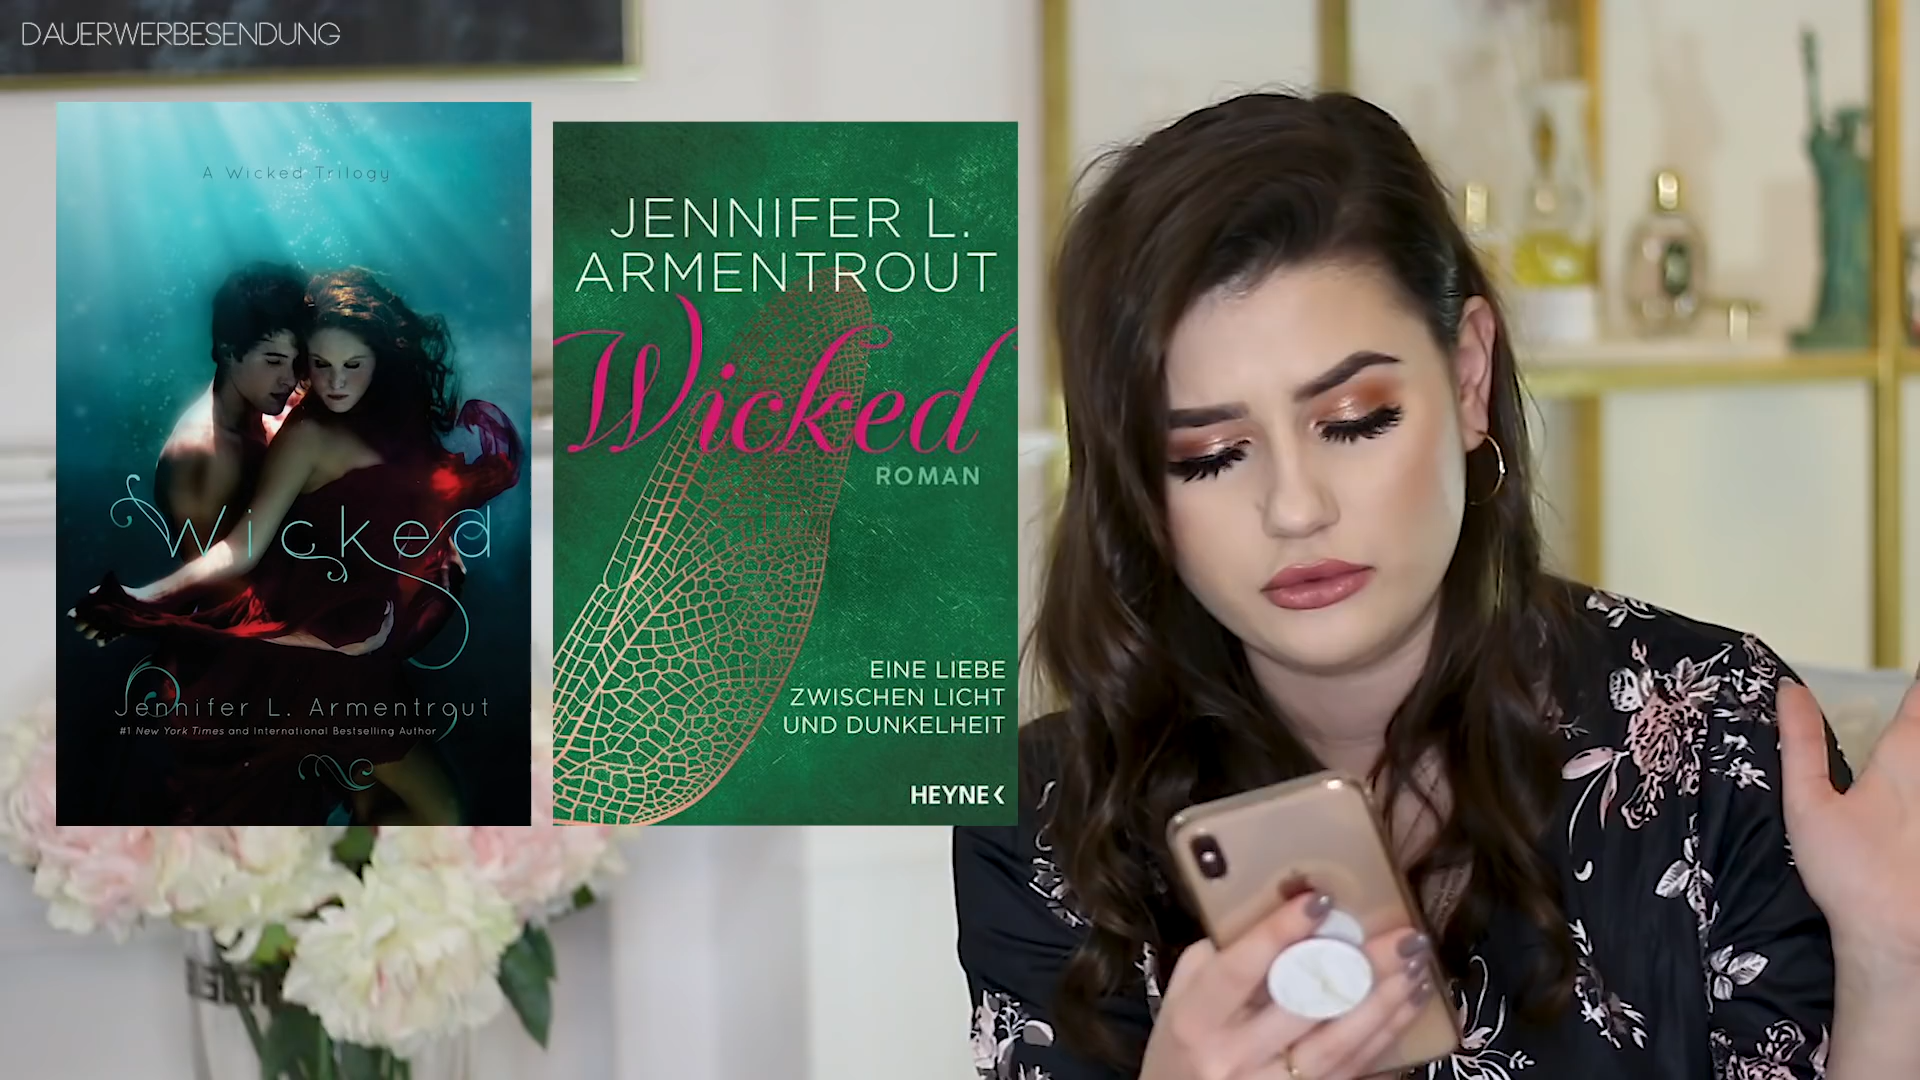 DAUERWERBESENDUNG
A Wicked Trilogy
Wicked
Jennifer L. Armentrout
#1 New York Times and International Bestselling Author
JENNIFER L.
ARMENTROUT
Wicked
ROMAN
EINE LIEBE
ZWISCHEN LICHT
UND DUNKELHEIT
HEYNE<